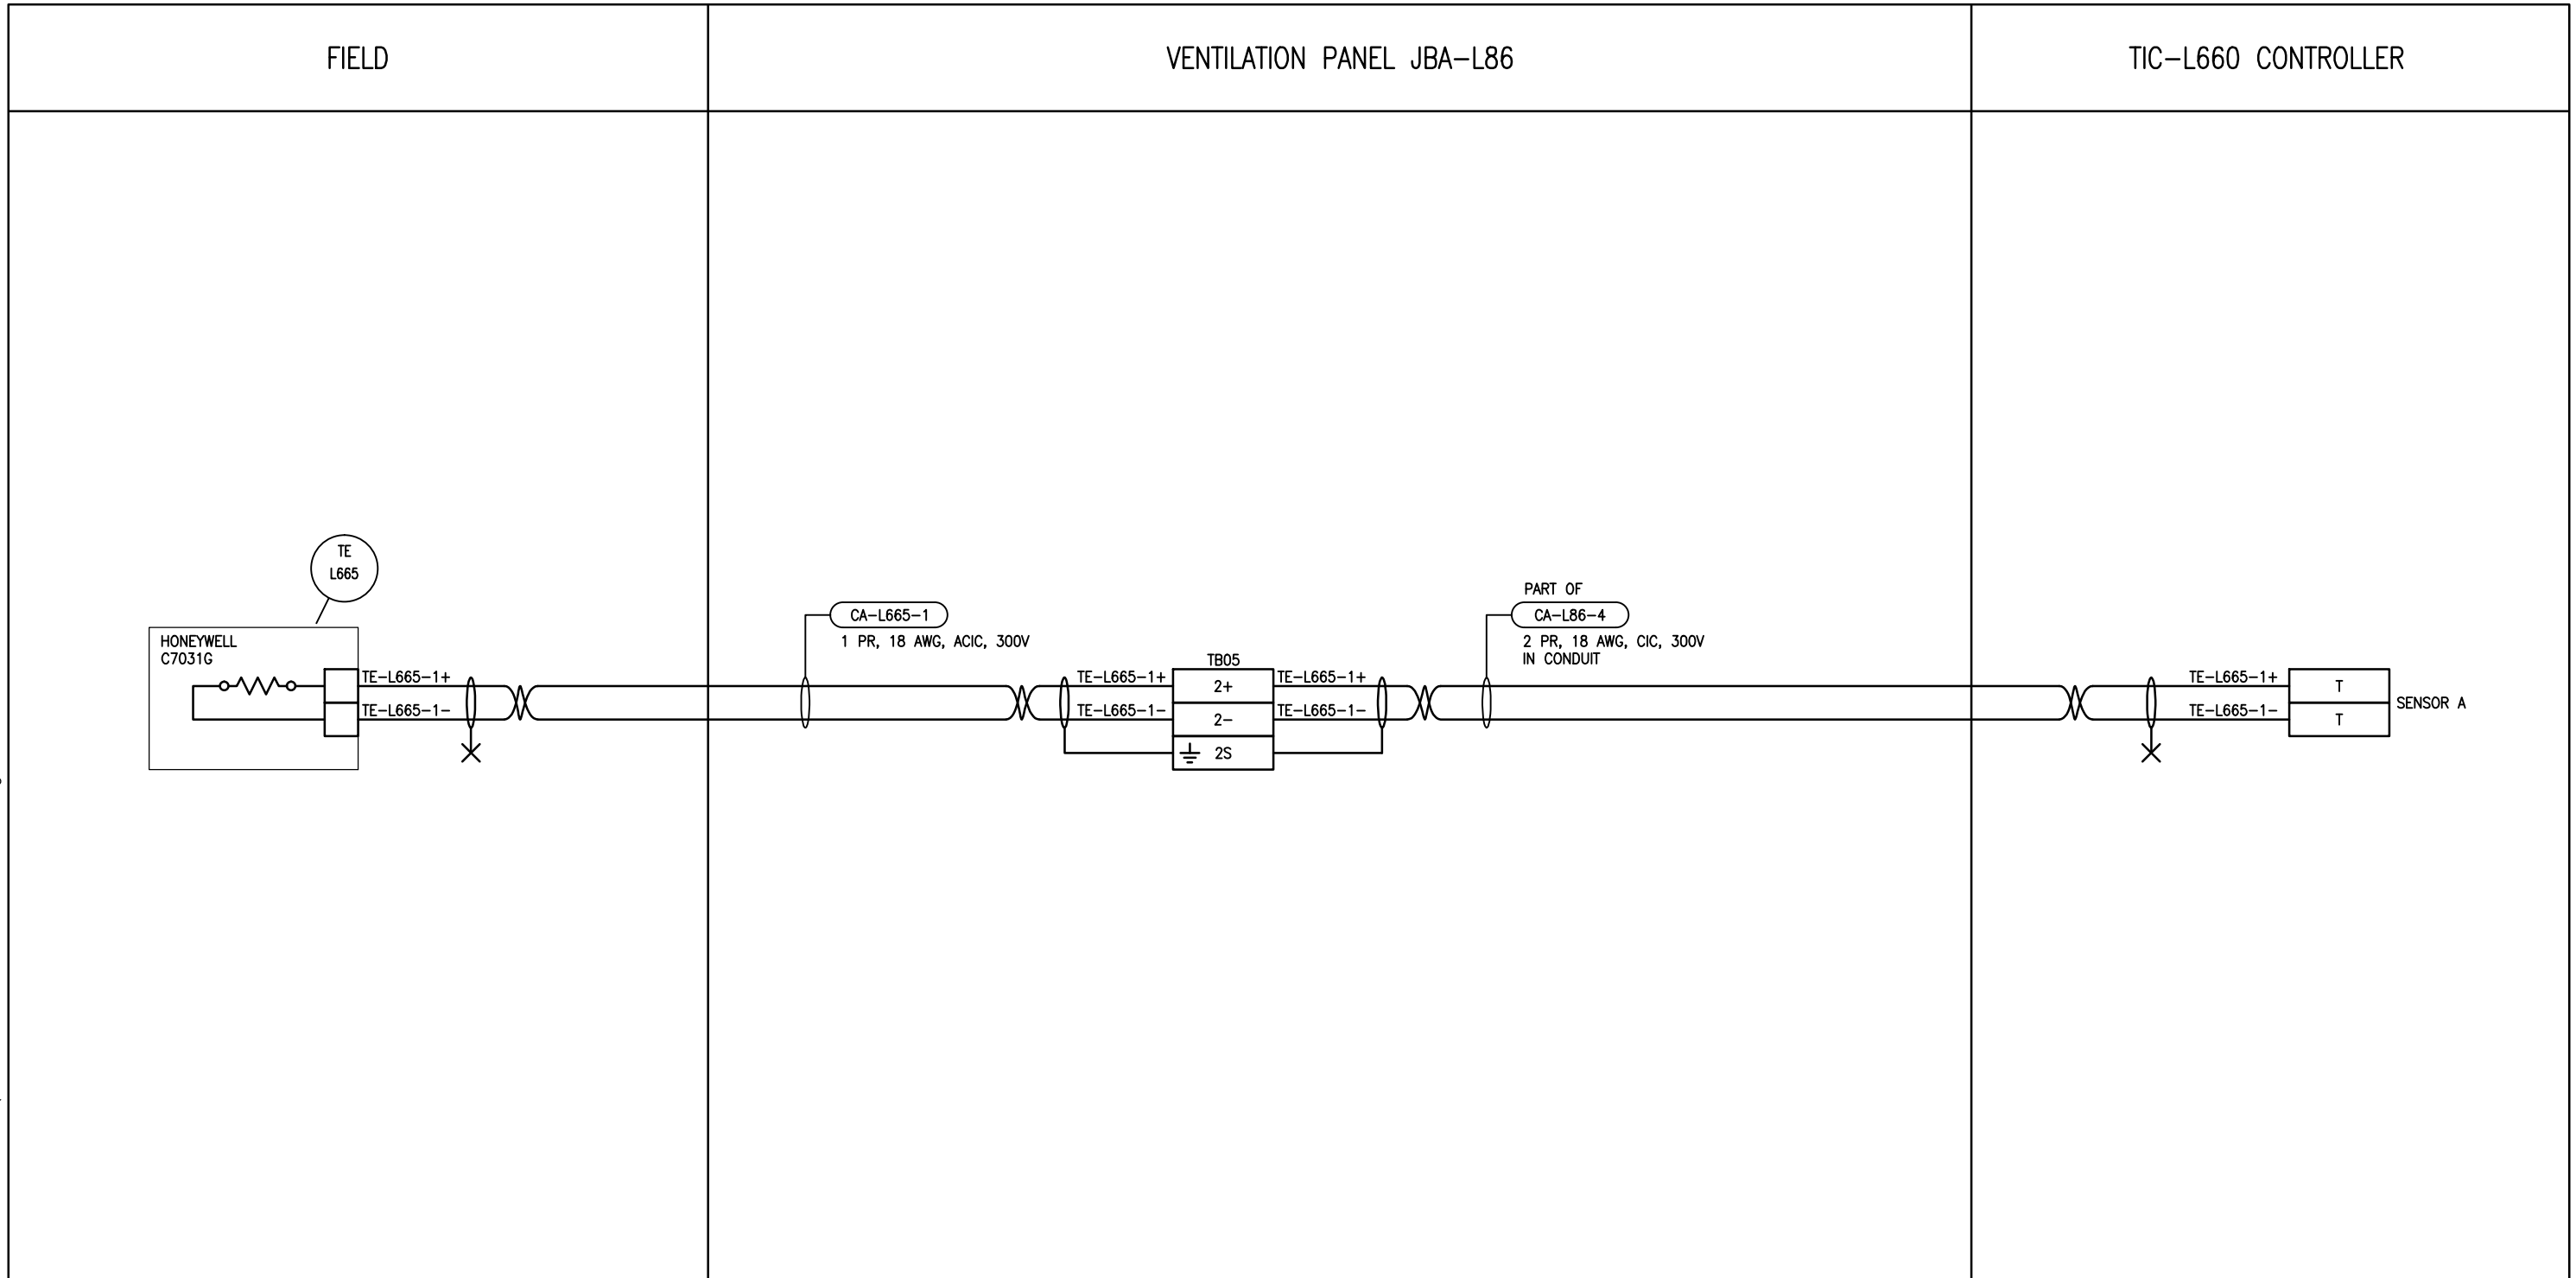 FIELD
VENTILATION PANEL JBA-L86
TIC-L660 CONTROLLER
TE
L665
HONEYWELL
C7031G
TE-L665-1+
TE-L665-1-
CA-L665-1
1 PR, 18 AWG, ACIC, 300V
TE-L665-1+
TE-L665-1-
TB05
2+
2-
2S
TE-L665-1+
TE-L665-1-
PART OF
CA-L86-4
2 PR, 18 AWG, CIC, 300V
IN CONDUIT
TE-L665-1+
TE-L665-1-
T
T
SENSOR A